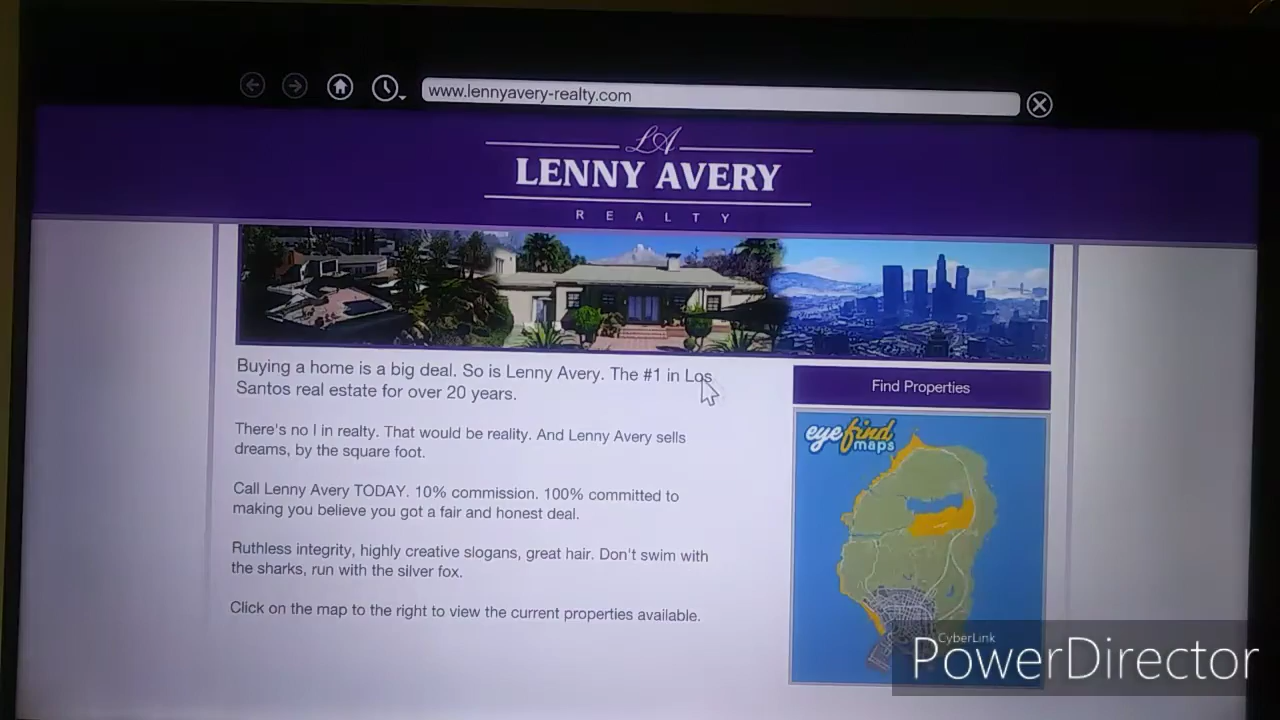 www.lennyavery-realty.com
LA
LENNY AVERY
REALTY
Buying a home is a big deal. So is Lenny Avery. The #1 in Los
Santos real estate for over 20 years.
There's no I in realty. That would be reality. And Lenny Avery sells
dreams, by the square foot.
Call Lenny Avery TODAY. 10% commission. 100% committed to
making you believe you got a fair and honest deal.
Ruthless integrity, highly creative slogans, great hair. Don't swim with
the sharks, run with the silver fox.
Click on the map to the right to view the current properties available.
Find Properties
eyefind
maps
CyberLink
PowerDirector